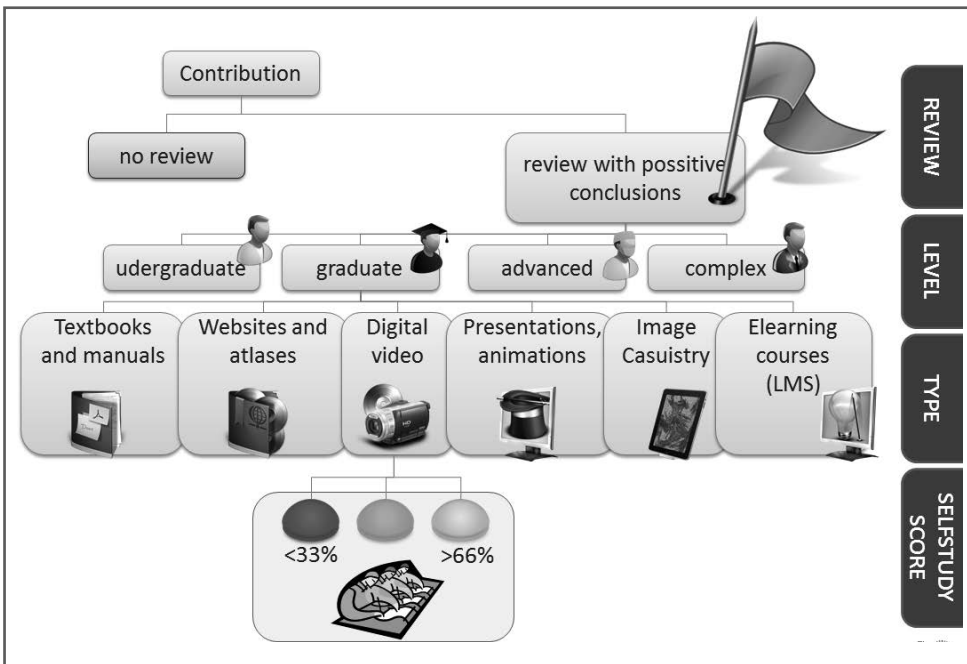 Contribution
no review
review with possitive
conclusions
REVIEW
udergraduate
graduate
advanced
complex
LEVEL
Textbooks
and manuals
Websites and
atlases
Digital
video
Presentations,
animations
Image
Casuistry
Elearning
courses
(LMS)
TYPE
<33%
>66%
SELFSTUDY
SCORE